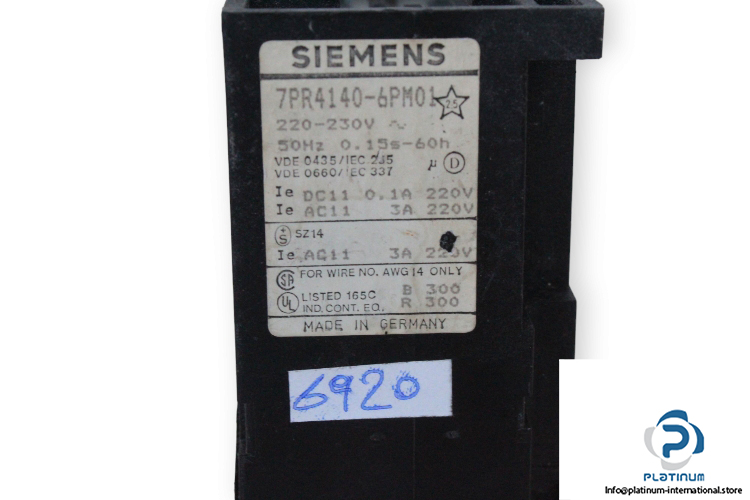 SIEMENS
7PR4140-6PM01
25
220-230V ~
50Hz 0.15s-60h
VDE 0435/IEC 255
VDE 0660/IEC 337
µ D
Ie DC11 0.1A 220V
Ie AC11 3A 220V
S SZ14
Ie AC11 3A 220V
SA FOR WIRE NO. AWG 14 ONLY
UL LISTED 165C B 300
IND. CONT. EQ. R 300
MADE IN GERMANY
6920
PLATINUM
Info@platinum-international.store